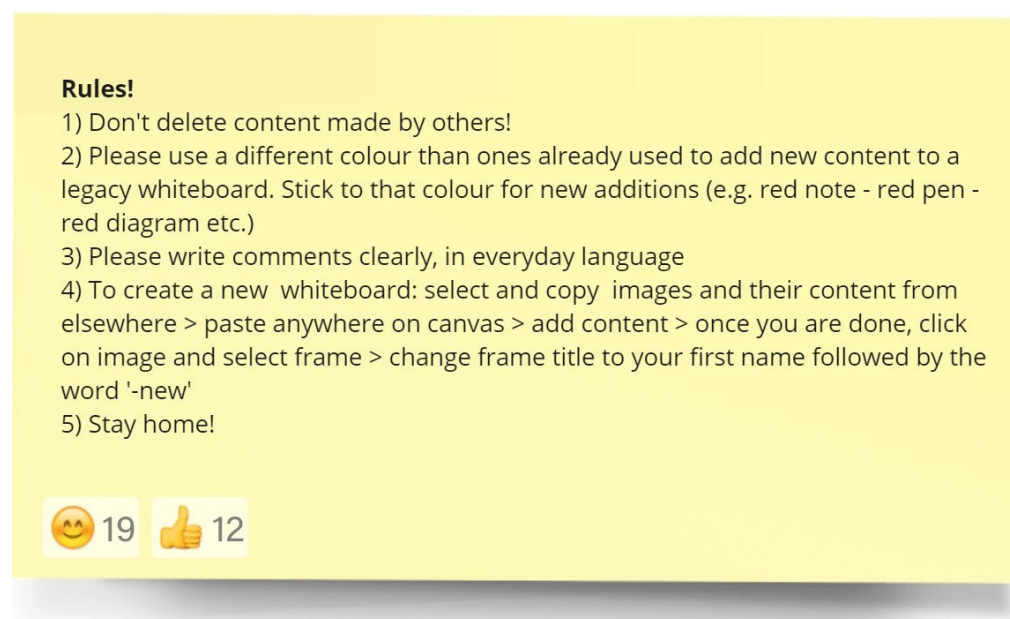 Rules!
1) Don't delete content made by others!
2) Please use a different colour than ones already used to add new content to a
legacy whiteboard. Stick to that colour for new additions (e.g. red note - red pen -
red diagram etc.)
3) Please write comments clearly, in everyday language
4) To create a new  whiteboard: select and copy  images and their content from
elsewhere > paste anywhere on canvas > add content > once you are done, click
on image and select frame > change frame title to your first name followed by the
word '-new'
5) Stay home!
😊 19 👍 12